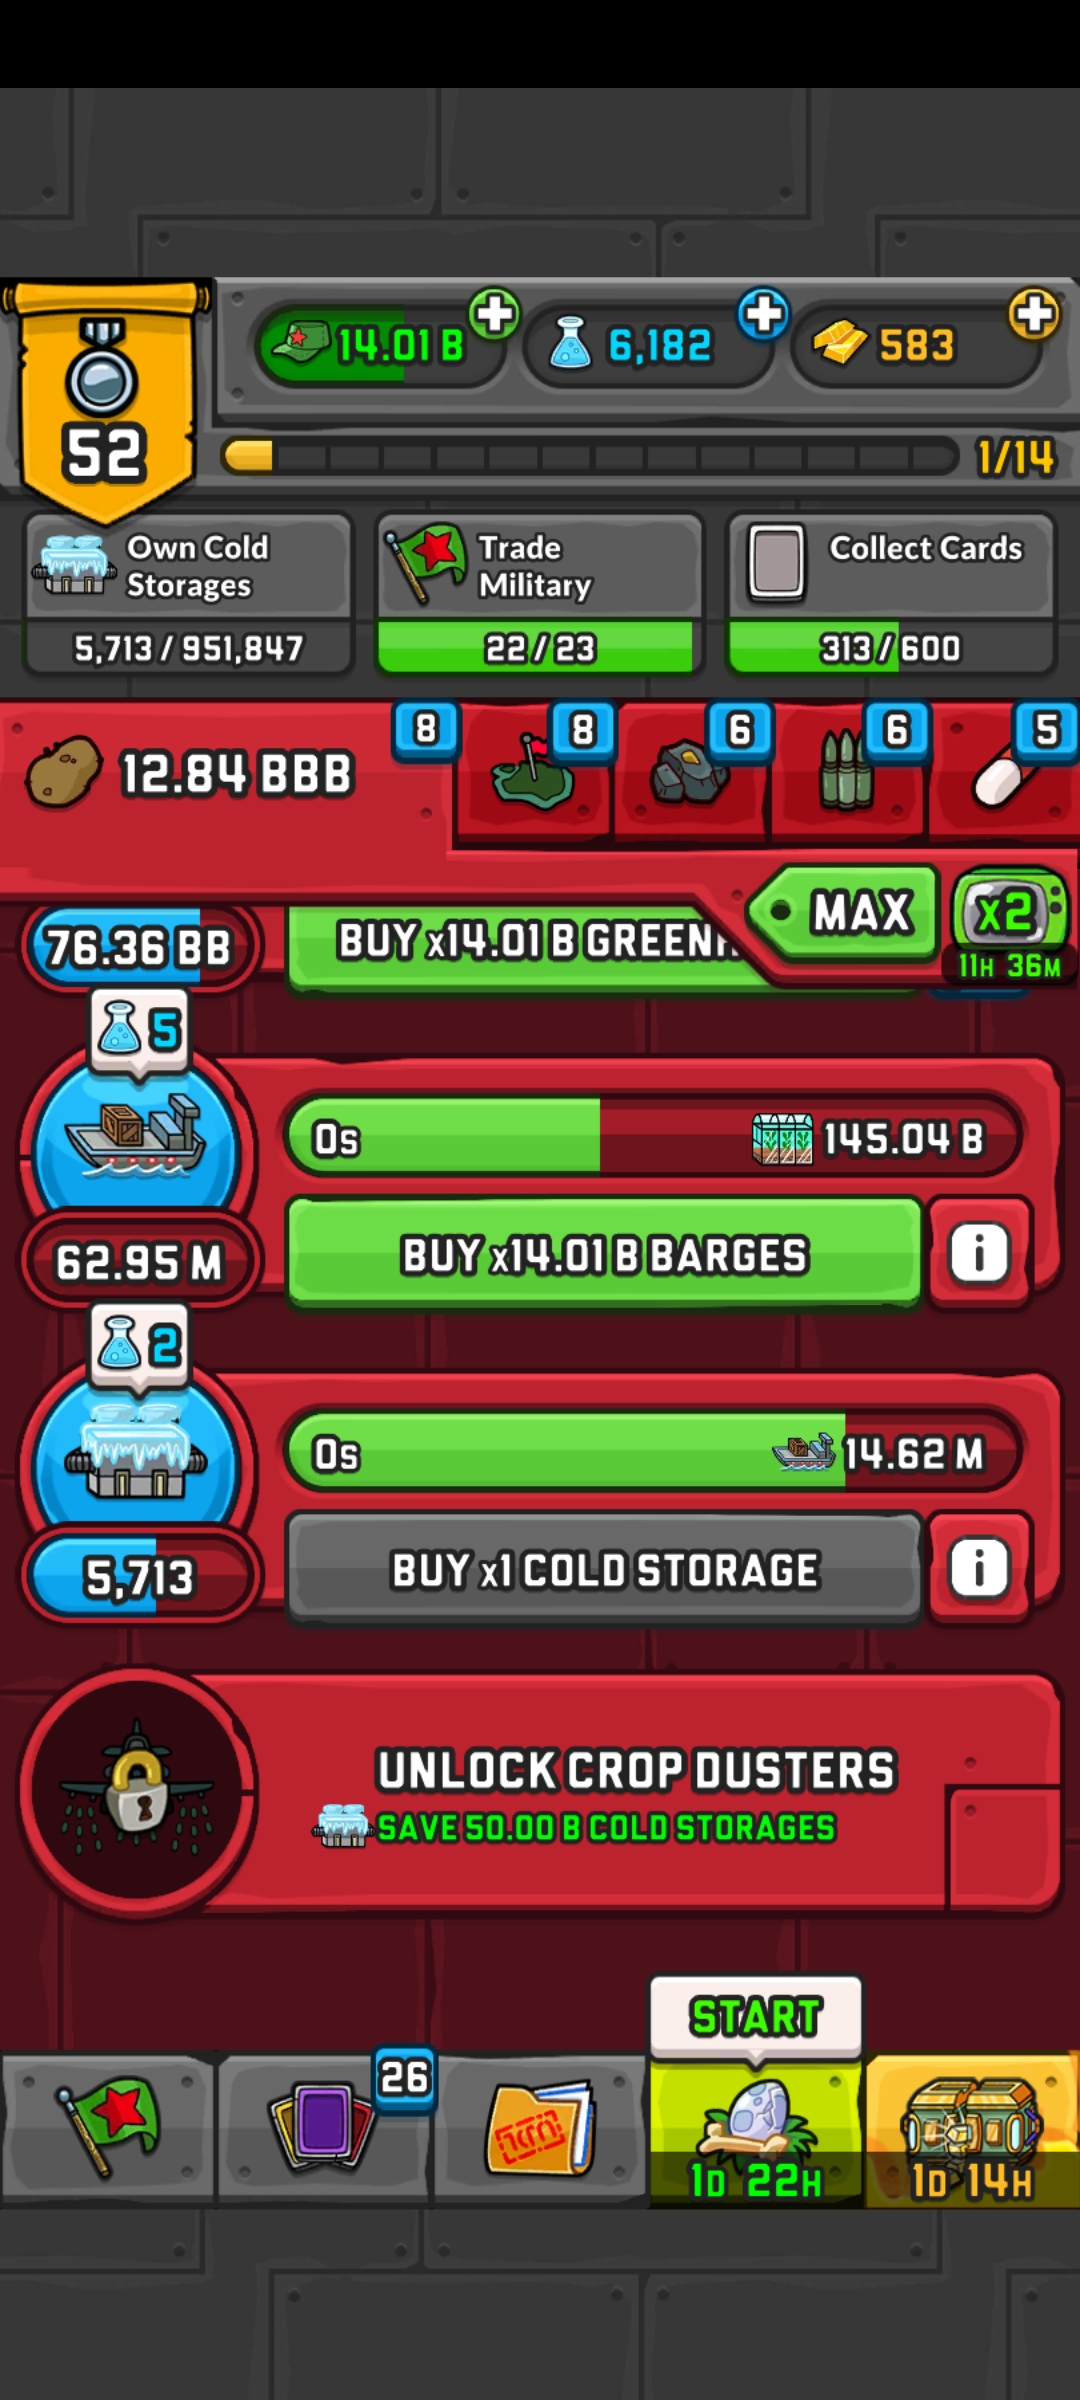 14.01 B
6,182
583
52
1/14
Own Cold
Storages
5,713 / 951,847
Trade
Military
22 / 23
Collect Cards
313 / 600
12.84 BBB
8
8
6
6
5
MAX
x2
11H 36M
76.36 BB
BUY x14.01 B
5
0s
145.04 B
62.95 M
BUY x14.01 B BARGES
i
2
0s
14.62 M
5,713
BUY x1 COLD STORAGE
i
UNLOCK CROP DUSTERS
SAVE 50.00 B COLD STORAGES
START
26
1D 22H
1D 14H